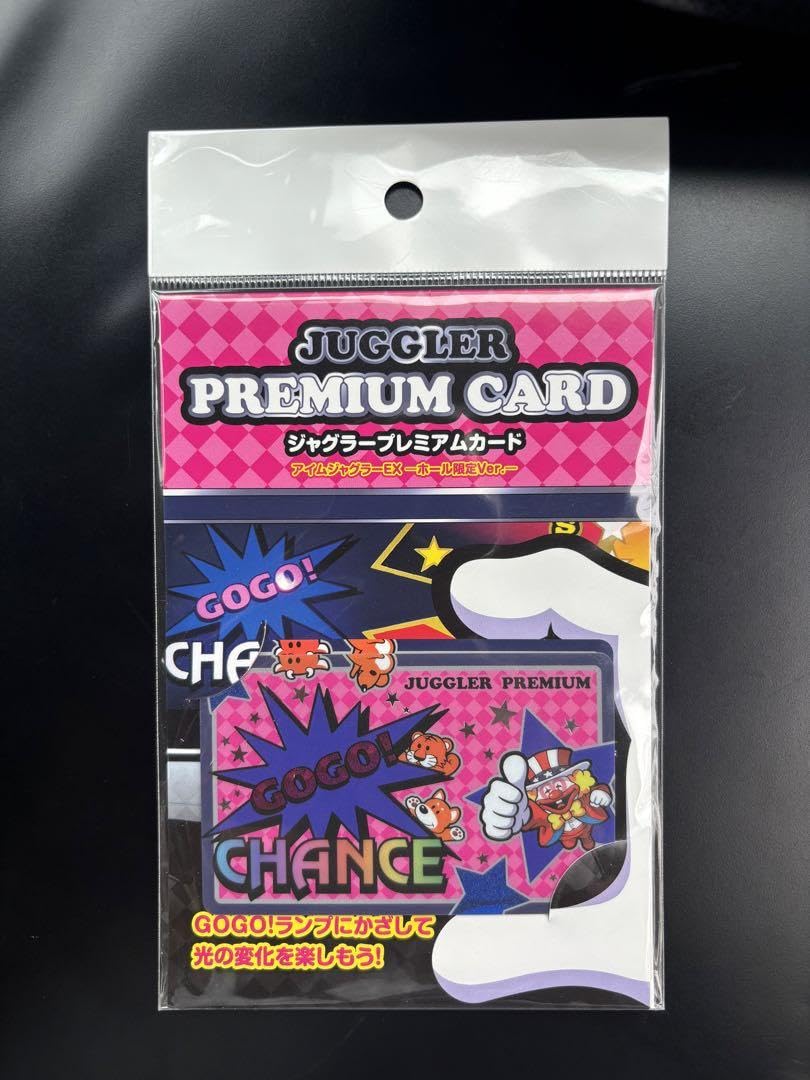 JUGGLER
PREMIUM CARD
ジャグラープレミアムカード
アイムジャグラーEX ーホール限定Ver.ー
S
GOGO!
CHA
JUGGLER PREMIUM
GOGO!
CHANCE
GOGO!ランプにかざして
光の変化を楽しもう!